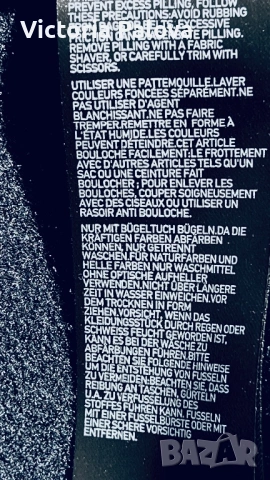 PREVENT EXCESS PILLING, FOLLOW
THESE PRECAUTIONS:AVOID RUBBING
Victoria Palova
REMOVE PILLING WITH A FABRIC
SHAVER, OR CAREFULLY TRIM WITH
SCISSORS.
UTILISER UNE PATTEMOUILLE.LAVER
COULEURS FONCÉES SÉPARÉMENT.NE
PAS UTILISER D'AGENT
BLANCHISSANT.NE PAS FAIRE
TREMPER.REMETTRE EN FORME À
L'ÉTAT HUMIDE.LES COULEURS
PEUVENT DÉTEINDRE.CET ARTICLE
BOULOCHE FACILEMENT:LE FROTTEMENT
AVEC D'AUTRES ARTICLES TELS QU'UN
SAC OU UNE CEINTURE FAIT
BOULOCHER ; POUR ENLEVER LES
BOULOCHES, COUPER SOIGNEUSEMENT
AVEC DES CISEAUX OU UTILISER UN
RASOIR ANTI BOULOCHE.
NUR MIT BÜGELTUCH BÜGELN.DA DIE
KRÄFTIGEN FARBEN ABFÄRBEN
KÖNNEN, NUR GETRENNT
WASCHEN.FÜR NATURFARBEN UND
HELLE FARBEN NUR WASCHMITTEL
OHNE OPTISCHE AUFHELLER
VERWENDEN.NICHT ÜBER LÄNGERE
ZEIT IN WASSER EINWEICHEN.VOR
DEM TROCKNEN IN FORM
ZIEHEN.VORSICHT, WENN DAS
KLEIDUNGSSTÜCK DURCH REGEN ODER
SCHWEISS FEUCHT GEWORDEN IST,
KANN ES BEI DER WÄSCHE ZU
ABFÄRBUNGEN FÜHREN.BITTE
BEACHTEN SIE FOLGENDE HINWEISE
UM DIE ENTSTEHUNG VON FUSSELN
ZU VERMEIDEN:BEACHTEN SIE, DASS
REIBUNG AN TASCHEN, GÜRTELN
U.A. ZU VERFUSSELUNG DES
STOFFES FÜHREN KANN. FUSSELN
MIT EINER FUSSELBÜRSTE ODER MIT
EINER SCHERE VORSICHTIG
ENTFERNEN.
bazar